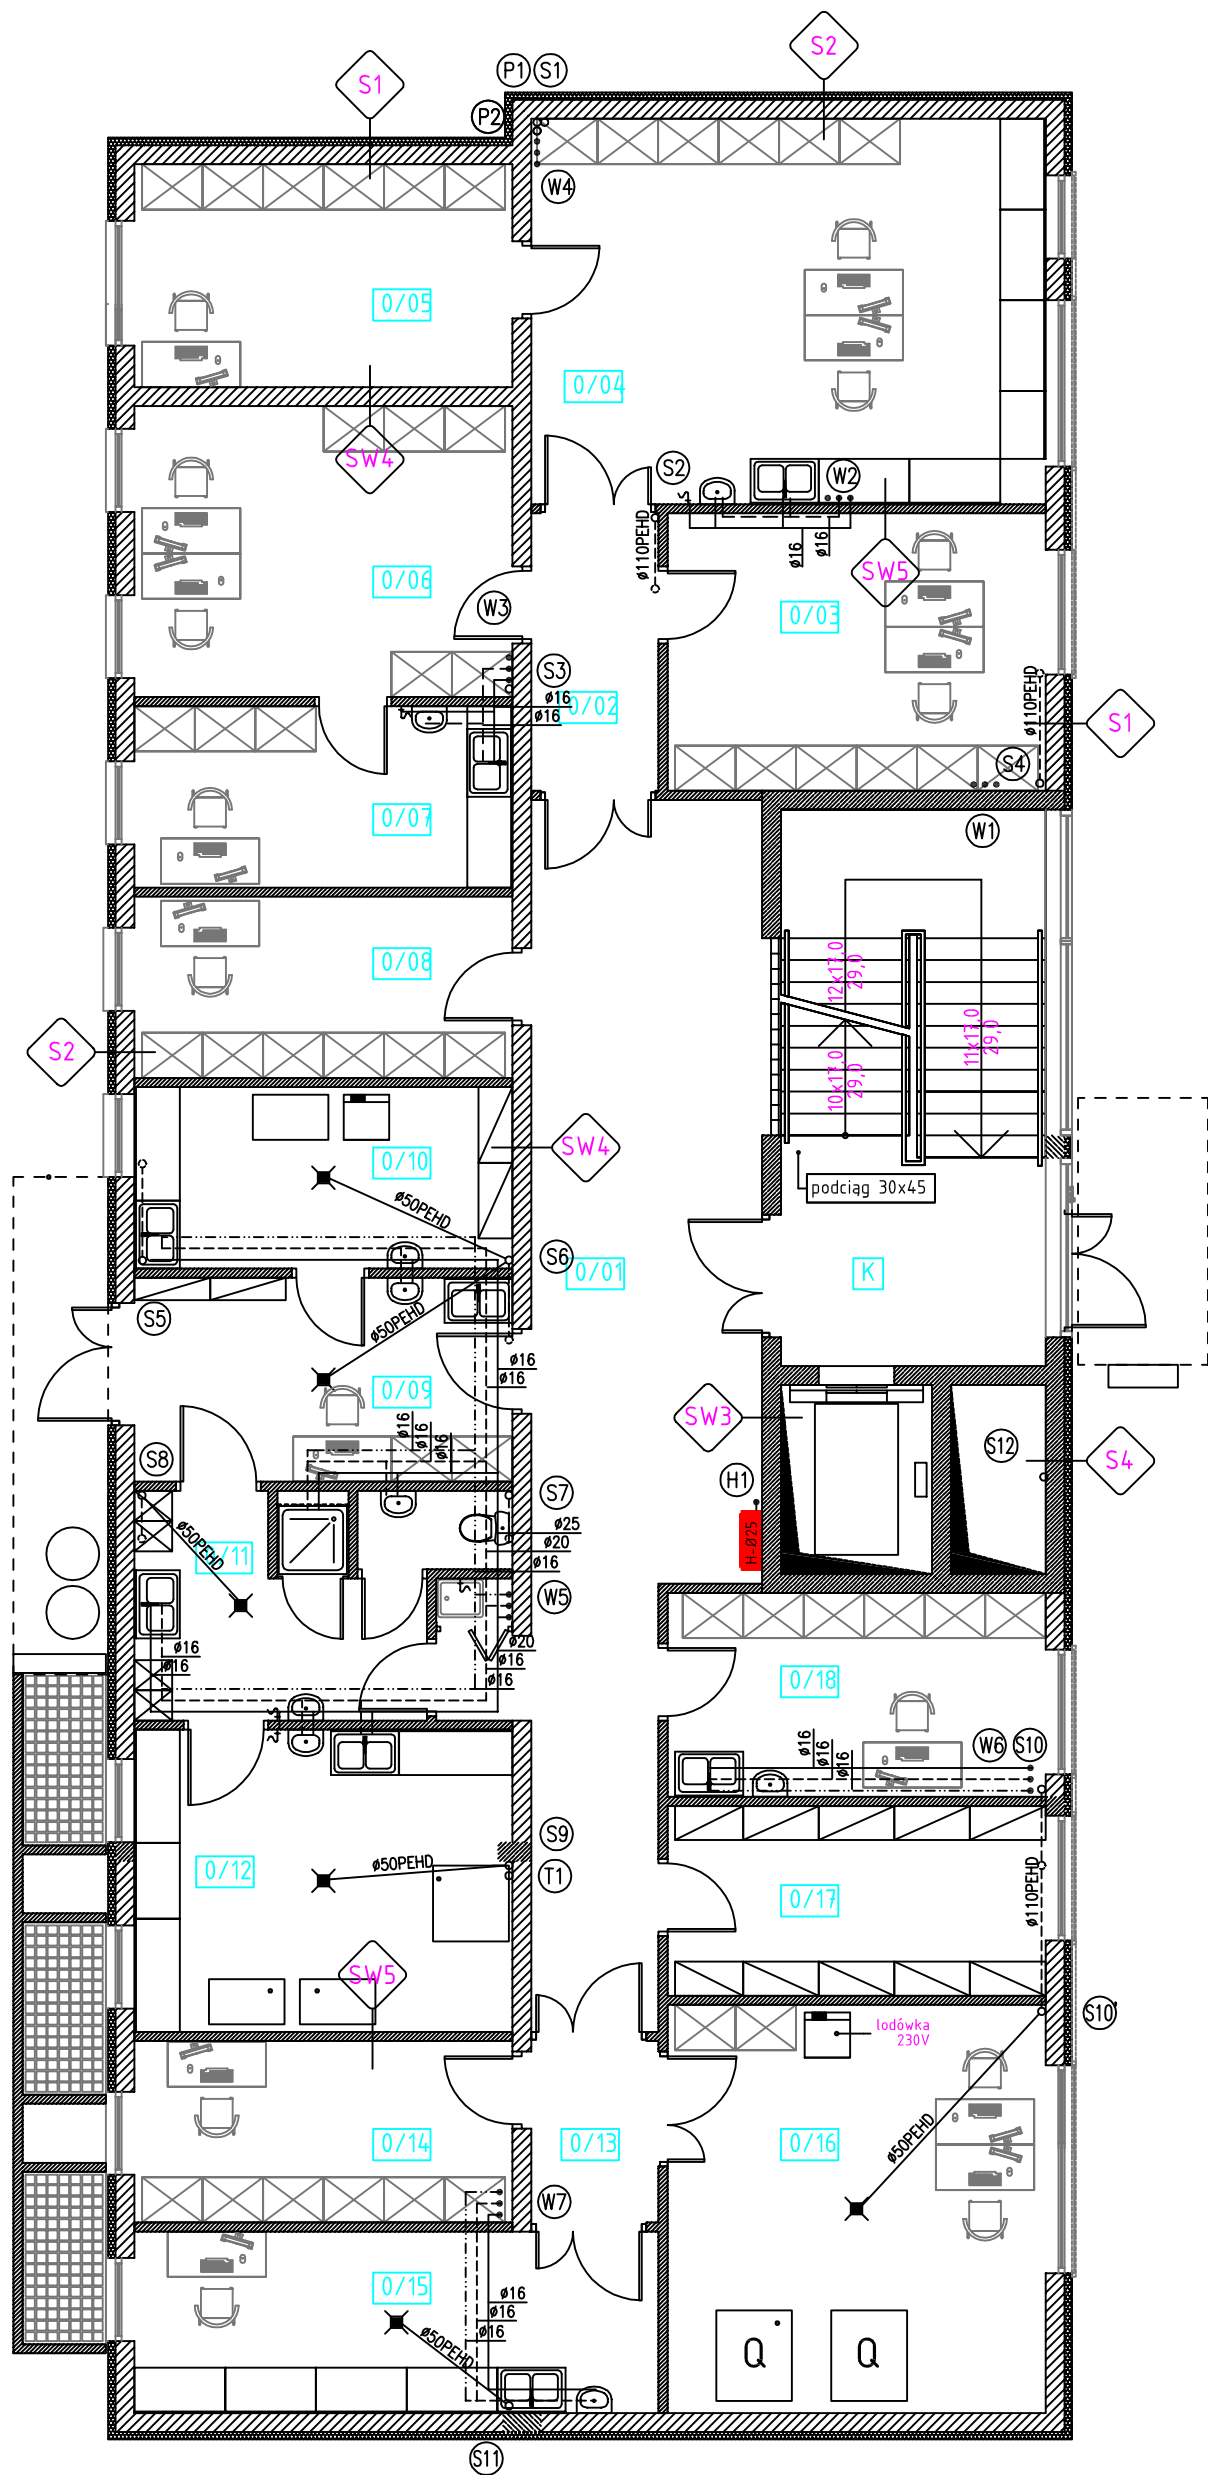 S2
P1 S1
S1
P2
W4
0/05
0/04
SW4
S2
W2
ø110PEHD
ø16
ø16
SW5
0/06
W3
0/03
S3
ø16
ø16
0/02
ø110PEHD
S1
S4
0/07
W1
0/08
12x17,0
29,0
11x17,0
29,0
10x17,0
29,0
S2
SW4
0/10
podciąg 30x45
ø50PEHD
S6
0/01
K
S5
ø50PEHD
ø16
ø16
0/09
SW3
ø16
ø16
ø16
S12
S4
S8
H1
S7
H-Ø25
ø50PEHD
ø25
ø20
ø16
0/11
W5
ø16
ø16
ø20
ø16
ø16
0/18
W6 S10
ø16
ø16
ø16
S9
T1
ø50PEHD
0/12
0/17
ø110PEHD
SW5
S10'
lodówka
230V
0/14
0/13
0/16
ø50PEHD
W7
0/15
ø16
ø16
ø16
ø50PEHD
Q
Q
S11